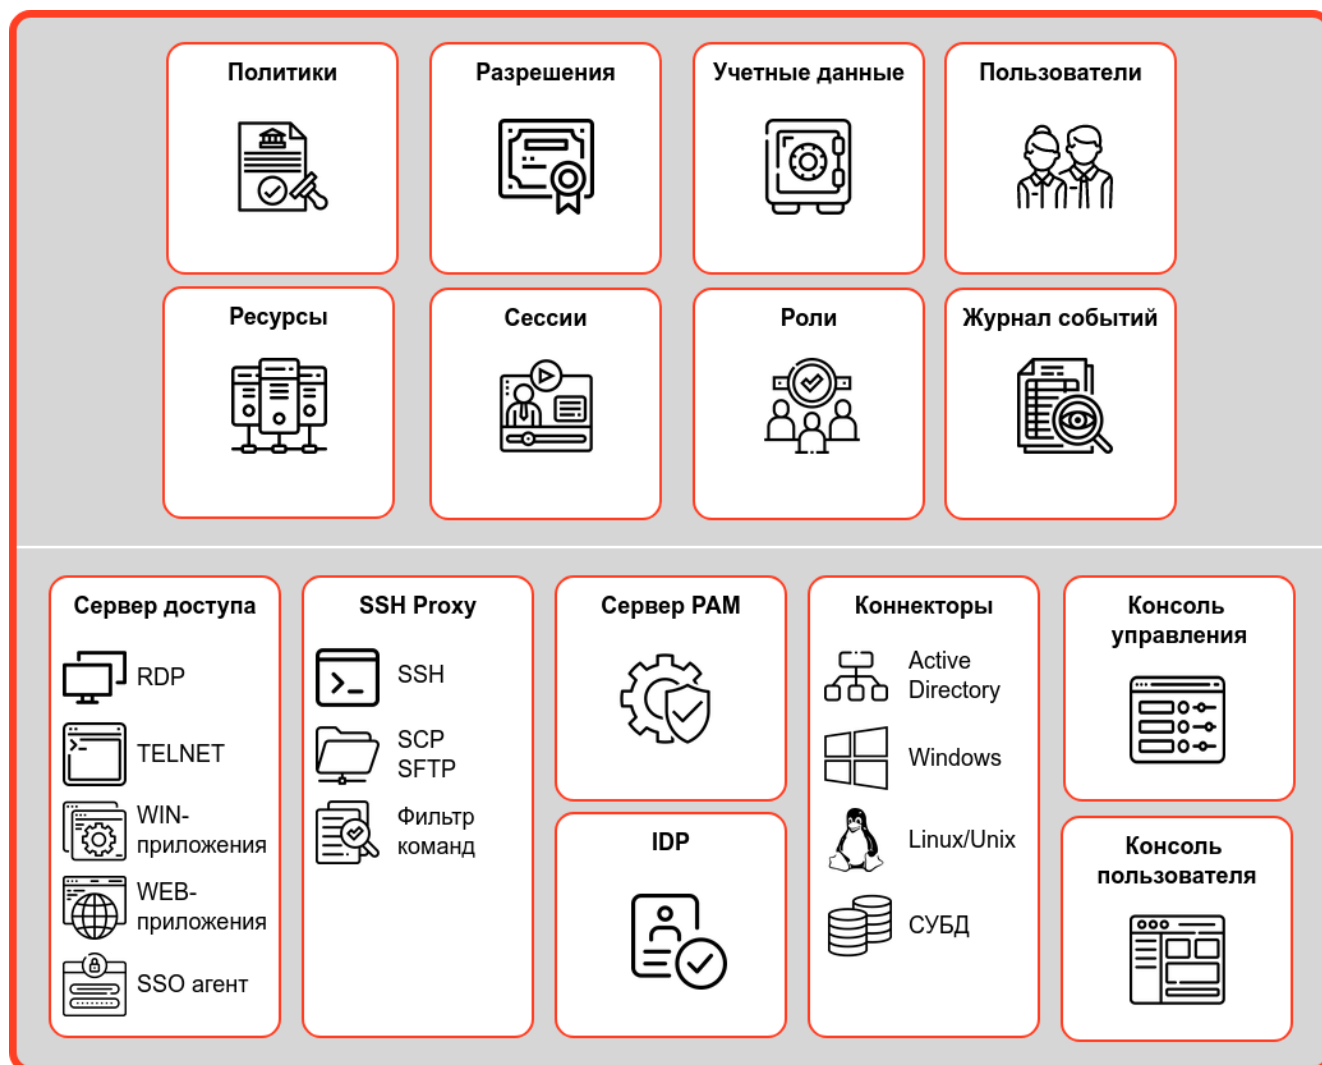 Политики
Разрешения
Учетные данные
Пользователи
Ресурсы
Сессии
Роли
Журнал событий
Сервер доступа
RDP
TELNET
WIN-
приложения
WEB-
приложения
SSO агент
SSH Proxy
SSH
SCP
SFTP
Фильтр
команд
Сервер PAM
IDP
Коннекторы
Active
Directory
Windows
Linux/Unix
СУБД
Консоль
управления
Консоль
пользователя